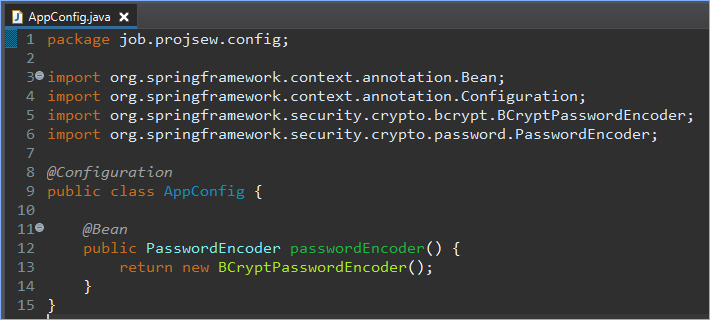 AppConfig.java
1 package job.projsew.config;
2
3 import org.springframework.context.annotation.Bean;
4 import org.springframework.context.annotation.Configuration;
5 import org.springframework.security.crypto.bcrypt.BCryptPasswordEncoder;
6 import org.springframework.security.crypto.password.PasswordEncoder;
7
8 @Configuration
9 public class AppConfig {
10
11     @Bean
12     public PasswordEncoder passwordEncoder() {
13         return new BCryptPasswordEncoder();
14     }
15 }